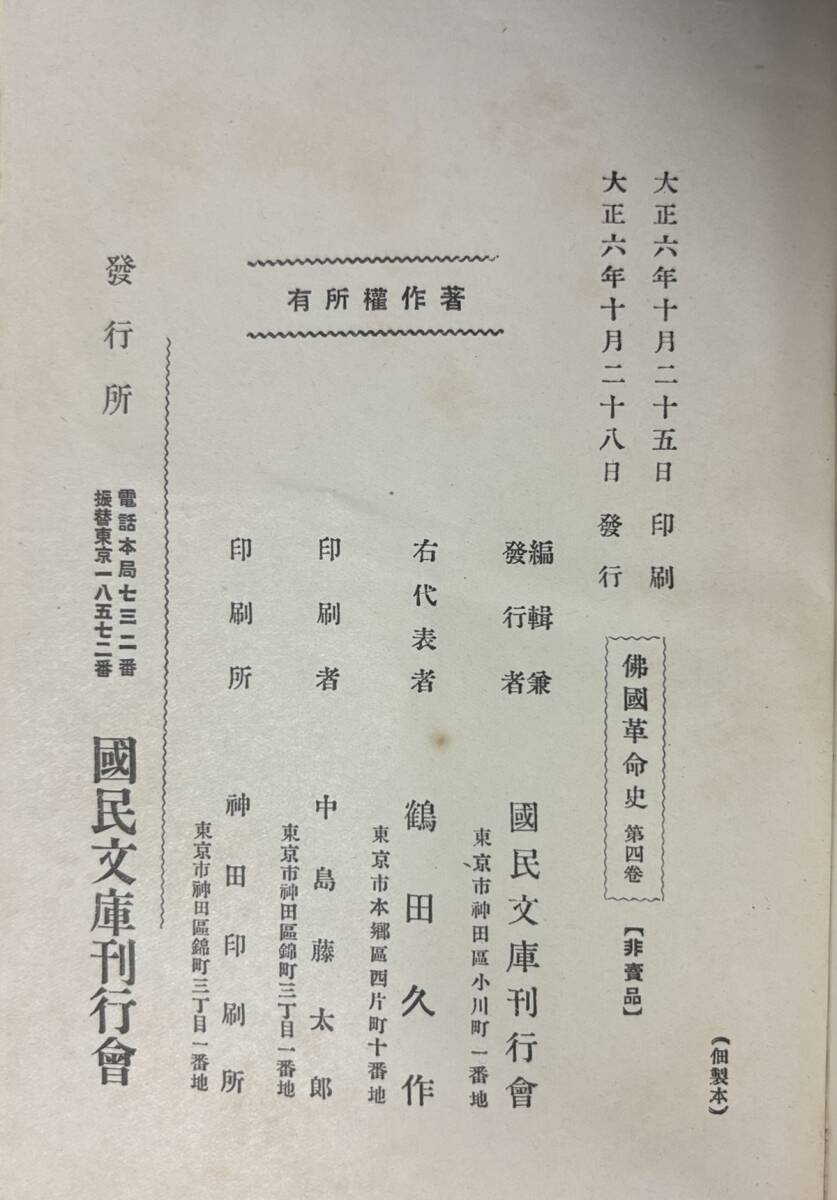 (佃製本)
大正六年十月二十五日印刷
大正六年十月二十八日發行
佛國革命史 第四卷
【非賣品】
編輯兼
發行者
國民文庫刊行會
東京市神田區小川町一番地
右代表者
鶴田久作
東京市本鄉區西片町十番地
印刷者
中島藤太郎
東京市神田區錦町三丁目一番地
印刷所
神田印刷所
東京市神田區錦町三丁目一番地
有所權作著
發行所
電話本局七三二番
振替東京一八五七二番
國民文庫刊行會